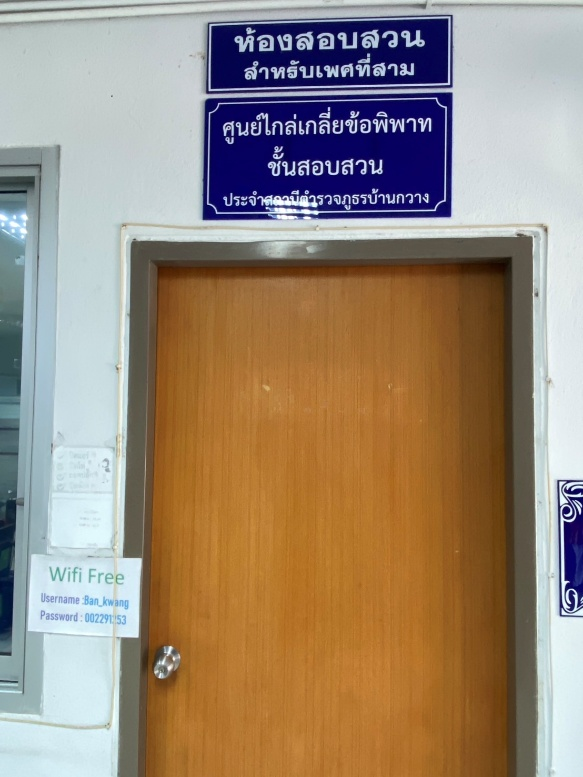 ห้องสอบสวน
สำหรับเพศที่สาม
ศูนย์ไกล่เกลี่ยข้อพิพาท
ชั้นสอบสวน
ประจำสถานีตำรวจภูธรบ้านกวาง
Wifi Free
Username :Ban_kwang
Password :